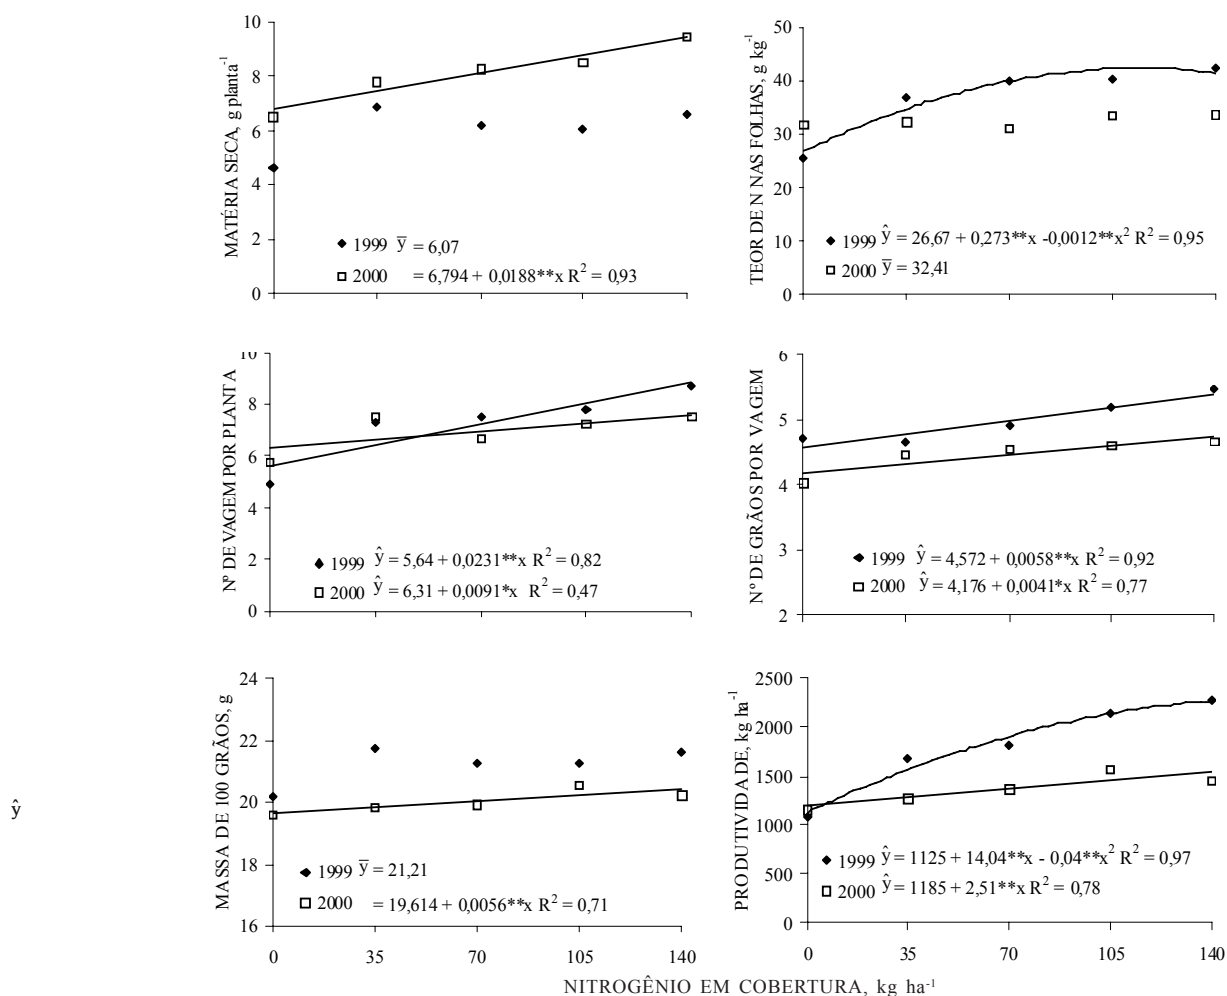 MATÉRIA SECA, g planta⁻¹
10
8
6
4
2
0
◆ 1999 y̅ = 6,07
□ 2000 = 6,794 + 0,0188**x R² = 0,93
TEOR DE N NAS FOLHAS, g kg⁻¹
50
40
30
20
10
0
◆ 1999 ŷ = 26,67 + 0,273**x -0,0012**x² R² = 0,95
□ 2000 y̅ = 32,41
Nº DE VAGEM POR PLANTA
10
8
6
4
2
0
◆ 1999 ŷ = 5,64 + 0,0231**x R² = 0,82
□ 2000 ŷ = 6,31 + 0,0091*x R² = 0,47
Nº DE GRÃOS POR VAGEM
6
5
4
3
2
◆ 1999 ŷ = 4,572 + 0,0058**x R² = 0,92
□ 2000 ŷ = 4,176 + 0,0041*x R² = 0,77
MASSA DE 100 GRÃOS, g
24
22
20
18
16
◆ 1999 y̅ = 21,21
□ 2000 = 19,614 + 0,0056**x R² = 0,71
0 35 70 105 140
ŷ
PRODUTIVIDADE, kg ha⁻¹
2500
2000
1500
1000
500
0
◆ 1999 ŷ = 1125 + 14,04**x - 0,04**x² R² = 0,97
□ 2000 ŷ = 1185 + 2,51**x R² = 0,78
0 35 70 105 140
NITROGÊNIO EM COBERTURA, kg ha⁻¹